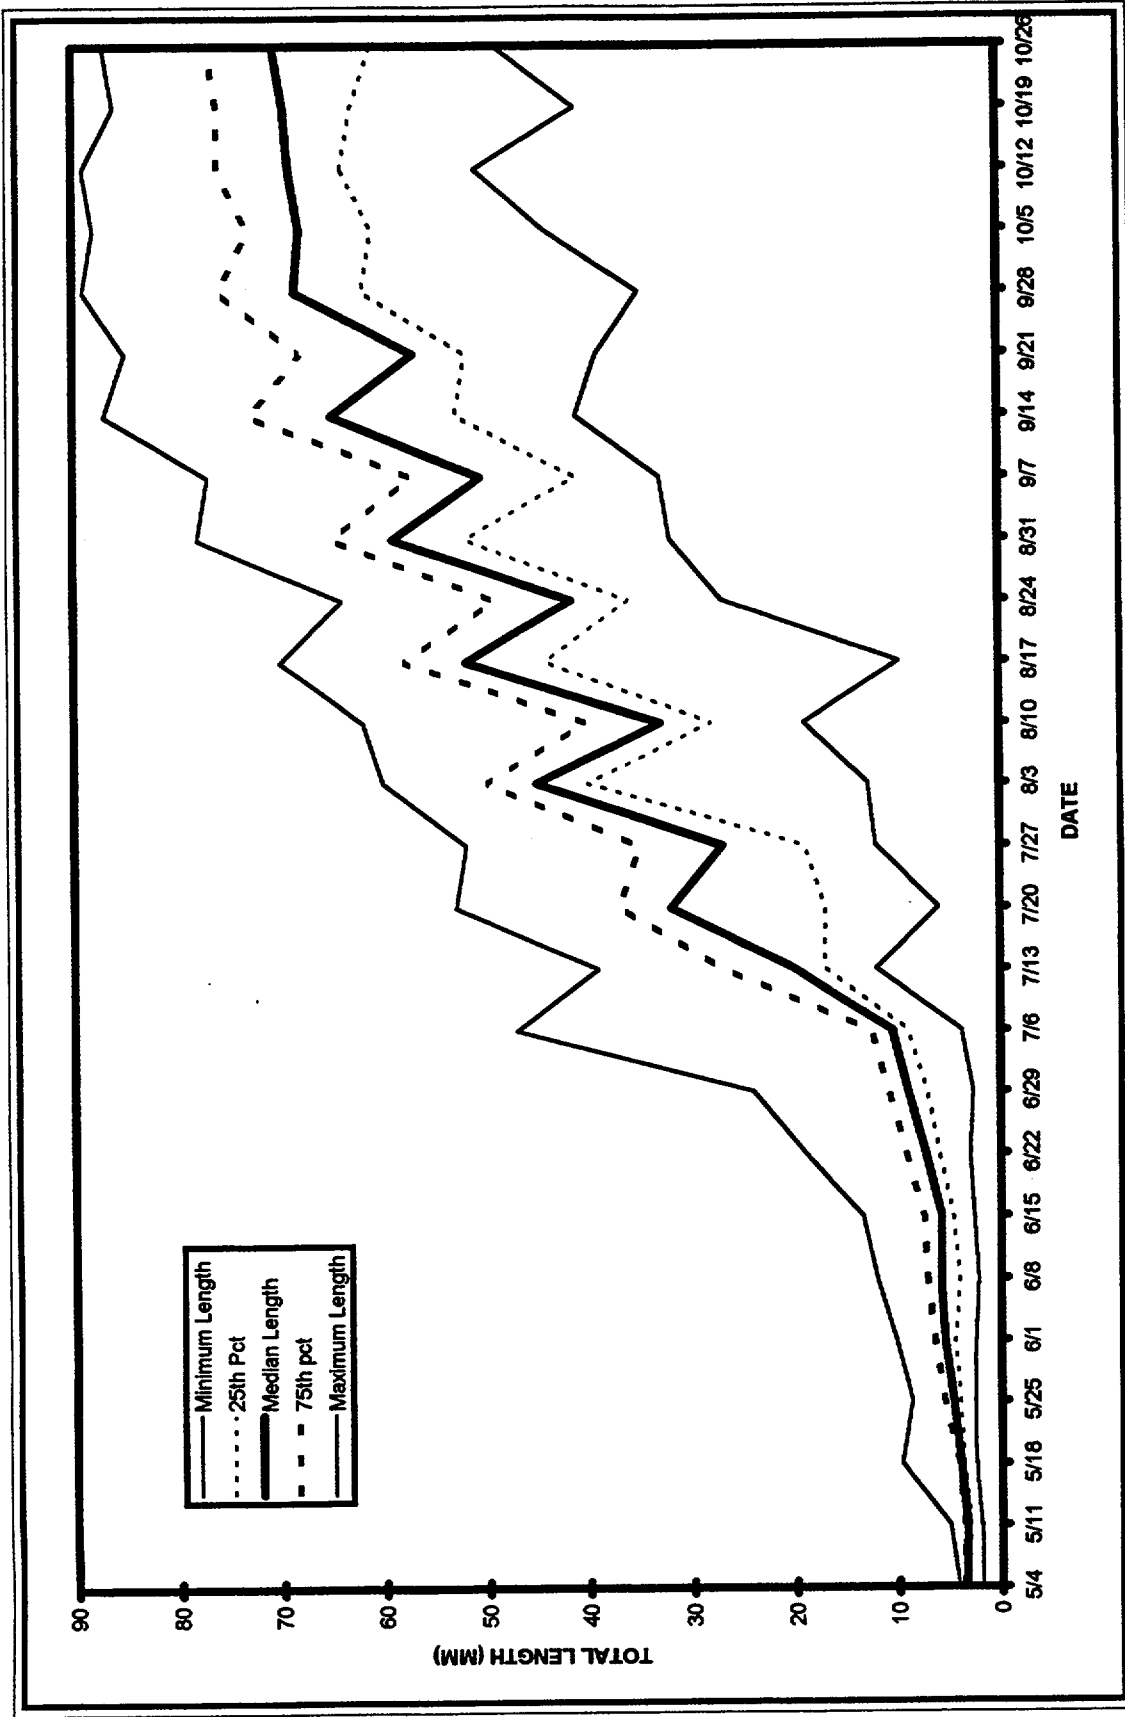 TOTAL LENGTH (MM)
90
80
70
60
50
40
30
20
10
0
Minimum Length
25th Pct
Median Length
75th pct
Maximum Length
5/4 5/11 5/18 5/25 6/1 6/8 6/15 6/22 6/29 7/6 7/13 7/20 7/27 8/3 8/10 8/17 8/24 8/31 9/7 9/14 9/21 9/28 10/5 10/12 10/19 10/26
DATE